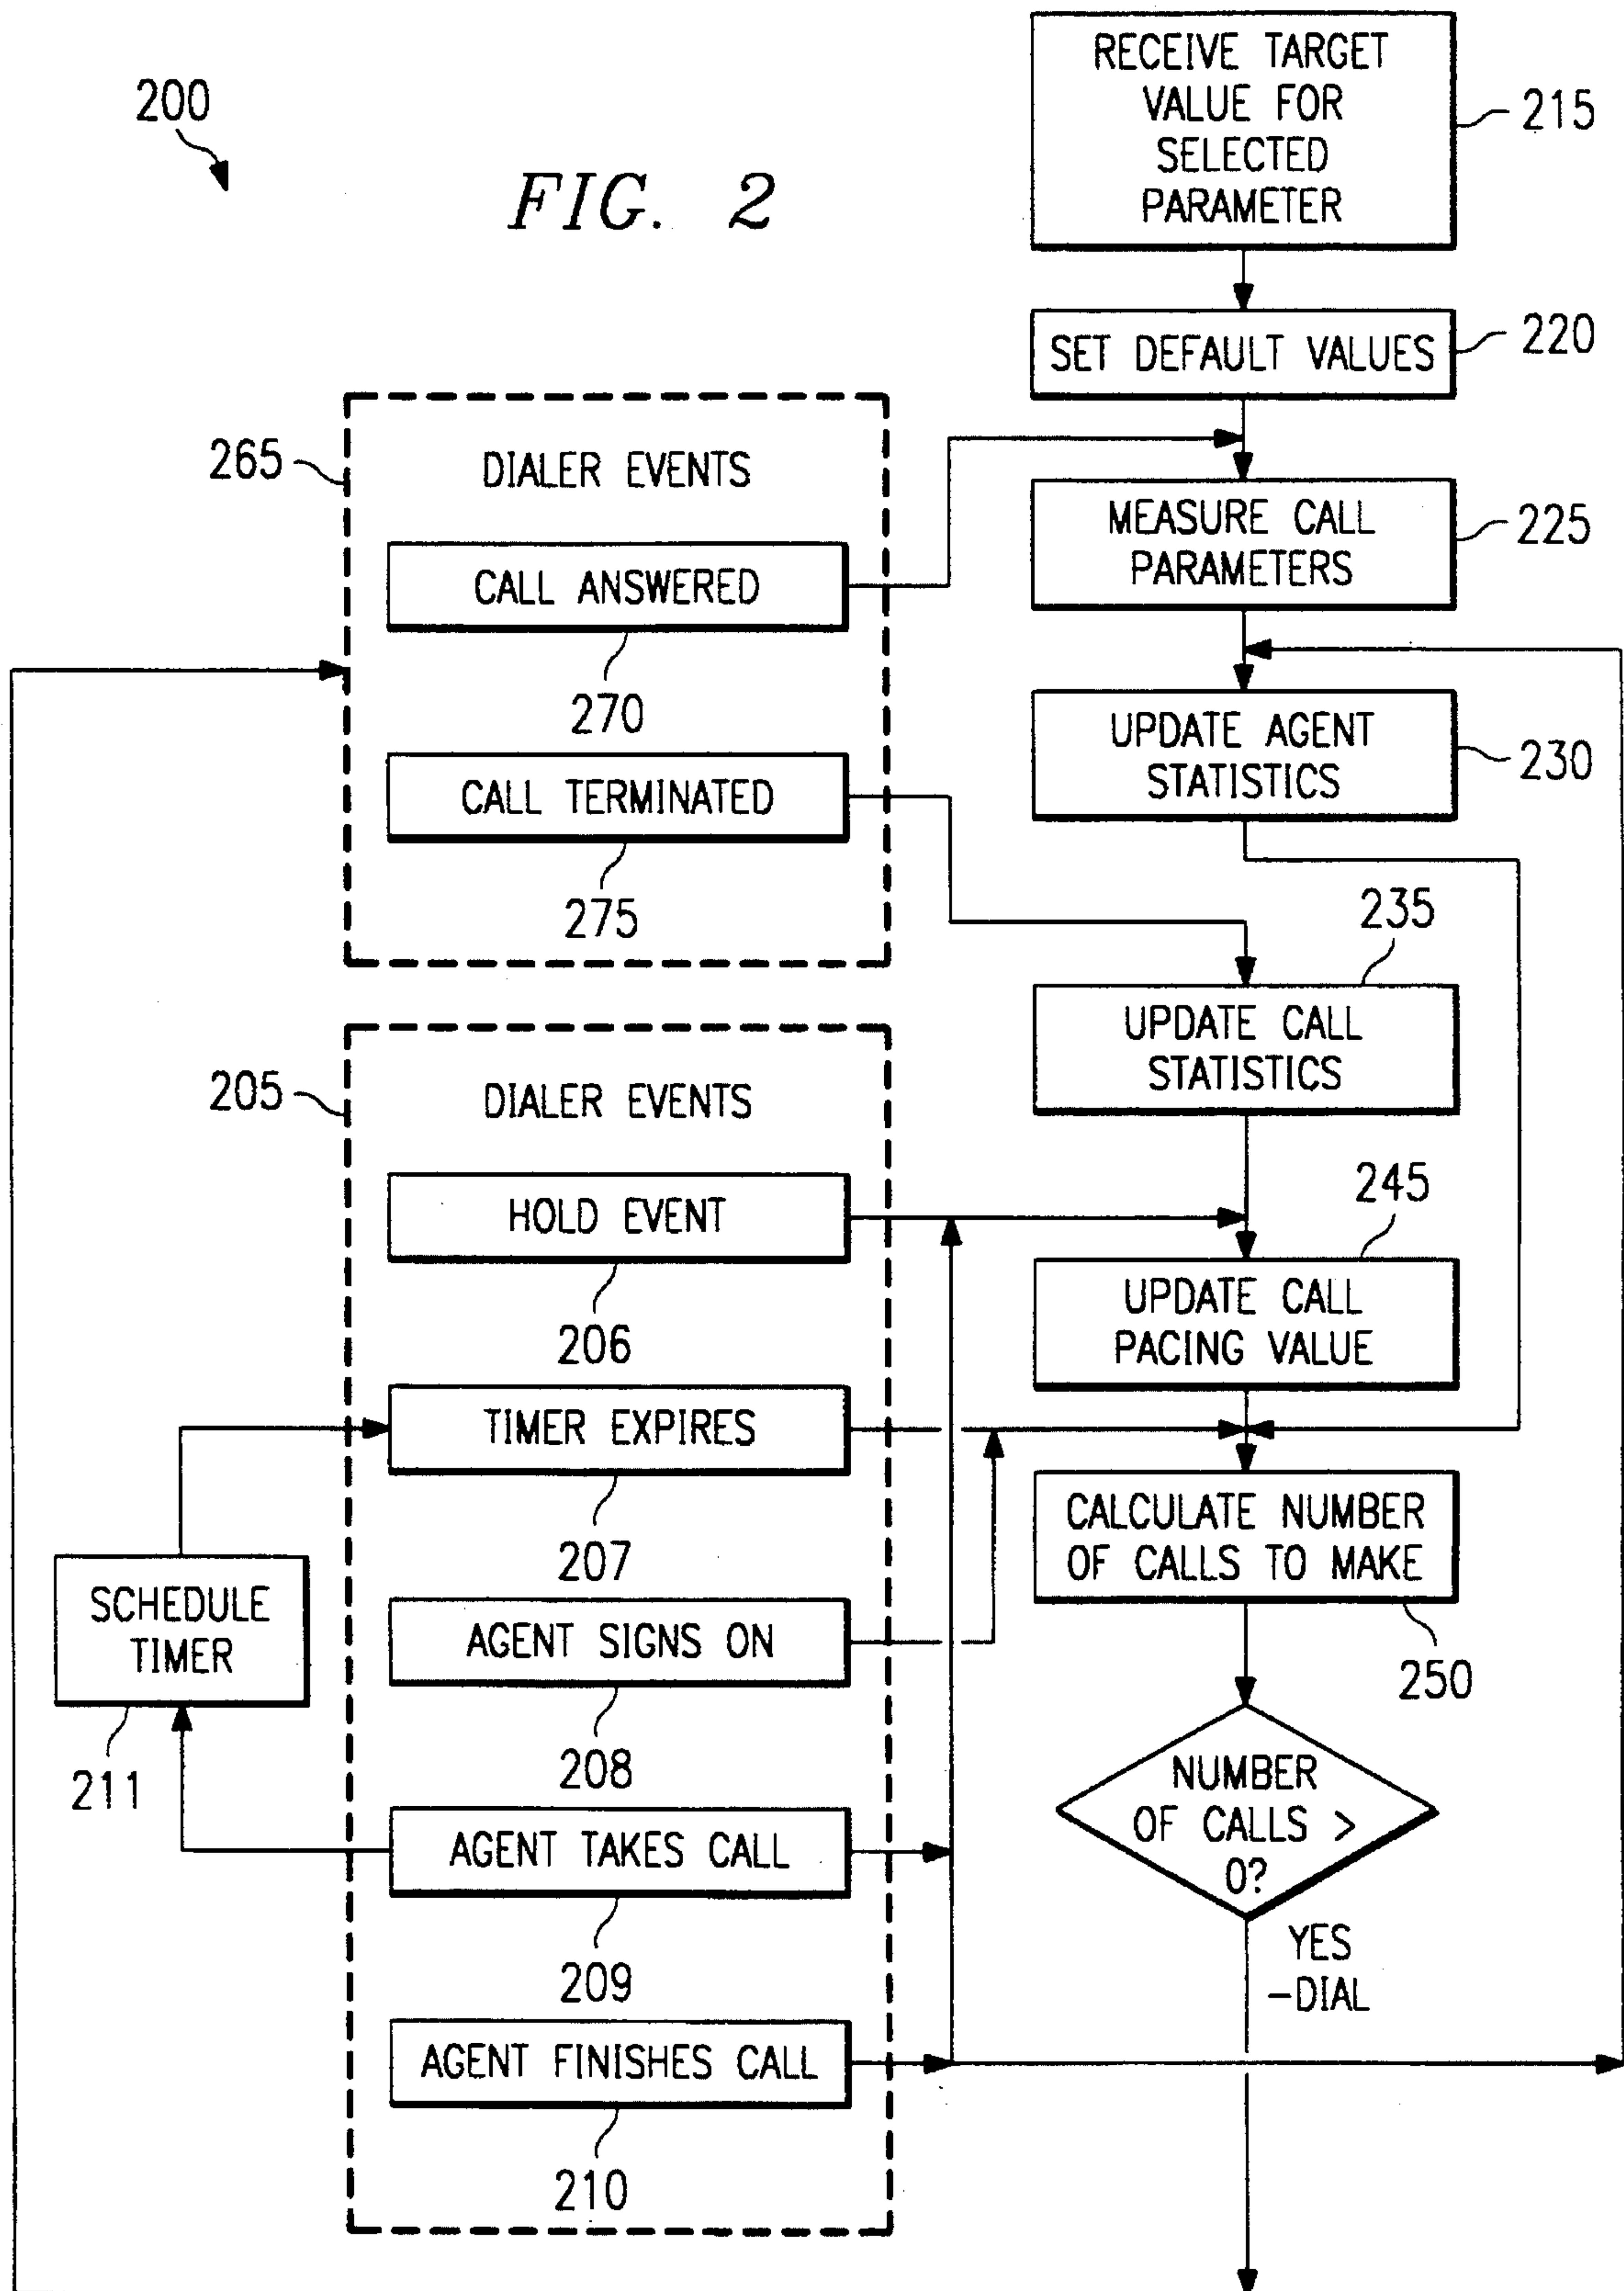 200
FIG. 2
RECEIVE TARGET
VALUE FOR
SELECTED
PARAMETER
215
SET DEFAULT VALUES
220
265
DIALER EVENTS
CALL ANSWERED
270
CALL TERMINATED
275
MEASURE CALL
PARAMETERS
225
UPDATE AGENT
STATISTICS
230
235
UPDATE CALL
STATISTICS
205
DIALER EVENTS
HOLD EVENT
206
TIMER EXPIRES
207
AGENT SIGNS ON
208
AGENT TAKES CALL
209
AGENT FINISHES CALL
210
SCHEDULE
TIMER
211
245
UPDATE CALL
PACING VALUE
CALCULATE NUMBER
OF CALLS TO MAKE
250
NUMBER
OF CALLS >
0?
YES
-DIAL